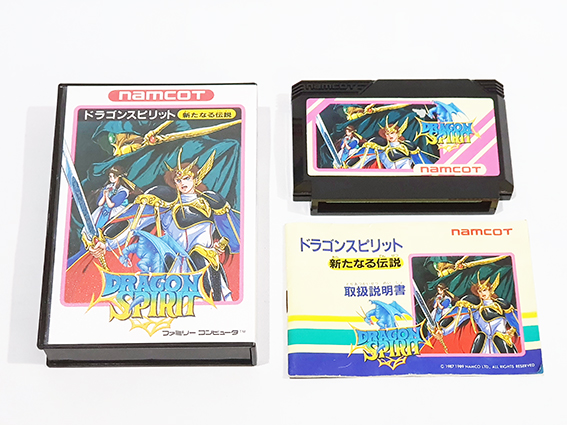 namcoT
ドラゴンスピリット 新たなる伝説
DRAGON
SPIRIT
ファミリー コンピュータ™
namcoT
DRAGON
SPIRIT
namcoT
namcoT
ドラゴンスピリット
新たなる伝説
取扱説明書
DRAGON
SPIRIT
© 1987 1989 NAMCO LTD., ALL RIGHTS RESERVED